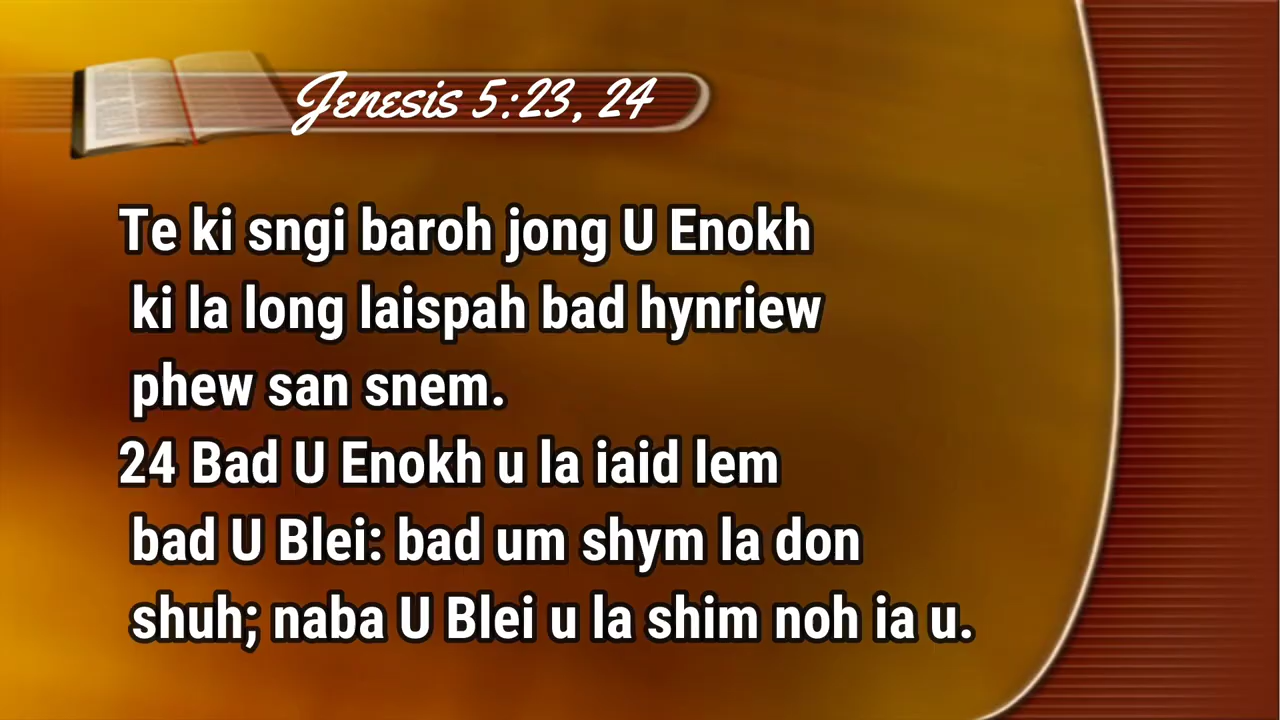 Jenesis 5:23, 24
Te ki sngi baroh jong U Enokh
ki la long laispah bad hynriew
phew san snem.
24 Bad U Enokh u la iaid lem
bad U Blei: bad um shym la don
shuh; naba U Blei u la shim noh ia u.